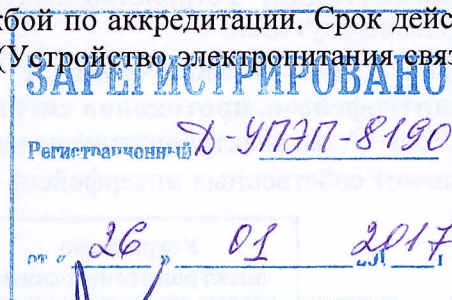 бой по аккредитации. Срок дейс
(Устройство электропитания связ
ЗАРЕГИСТРИРОВАНО
Регистрационный Д-УПЭП-8190
от " 26 " 01 2017 г